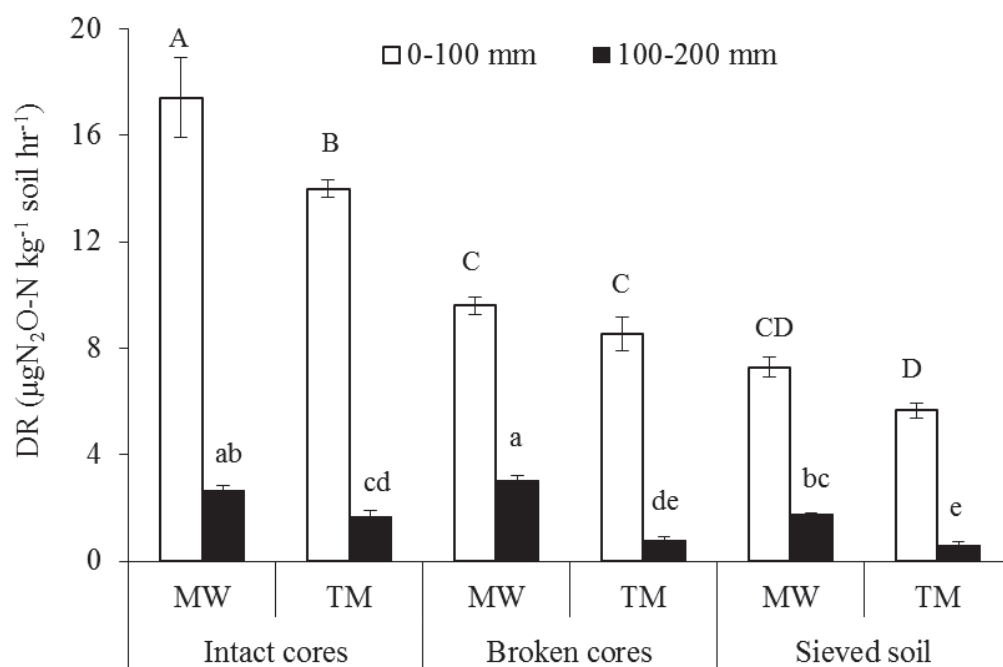 DR (µgN₂O-N kg⁻¹ soil hr⁻¹)
20
16
12
8
4
0
0-100 mm 100-200 mm
A
B
C
C
CD
D
ab
cd
a
de
bc
e
MW TM MW TM MW TM
Intact cores Broken cores Sieved soil